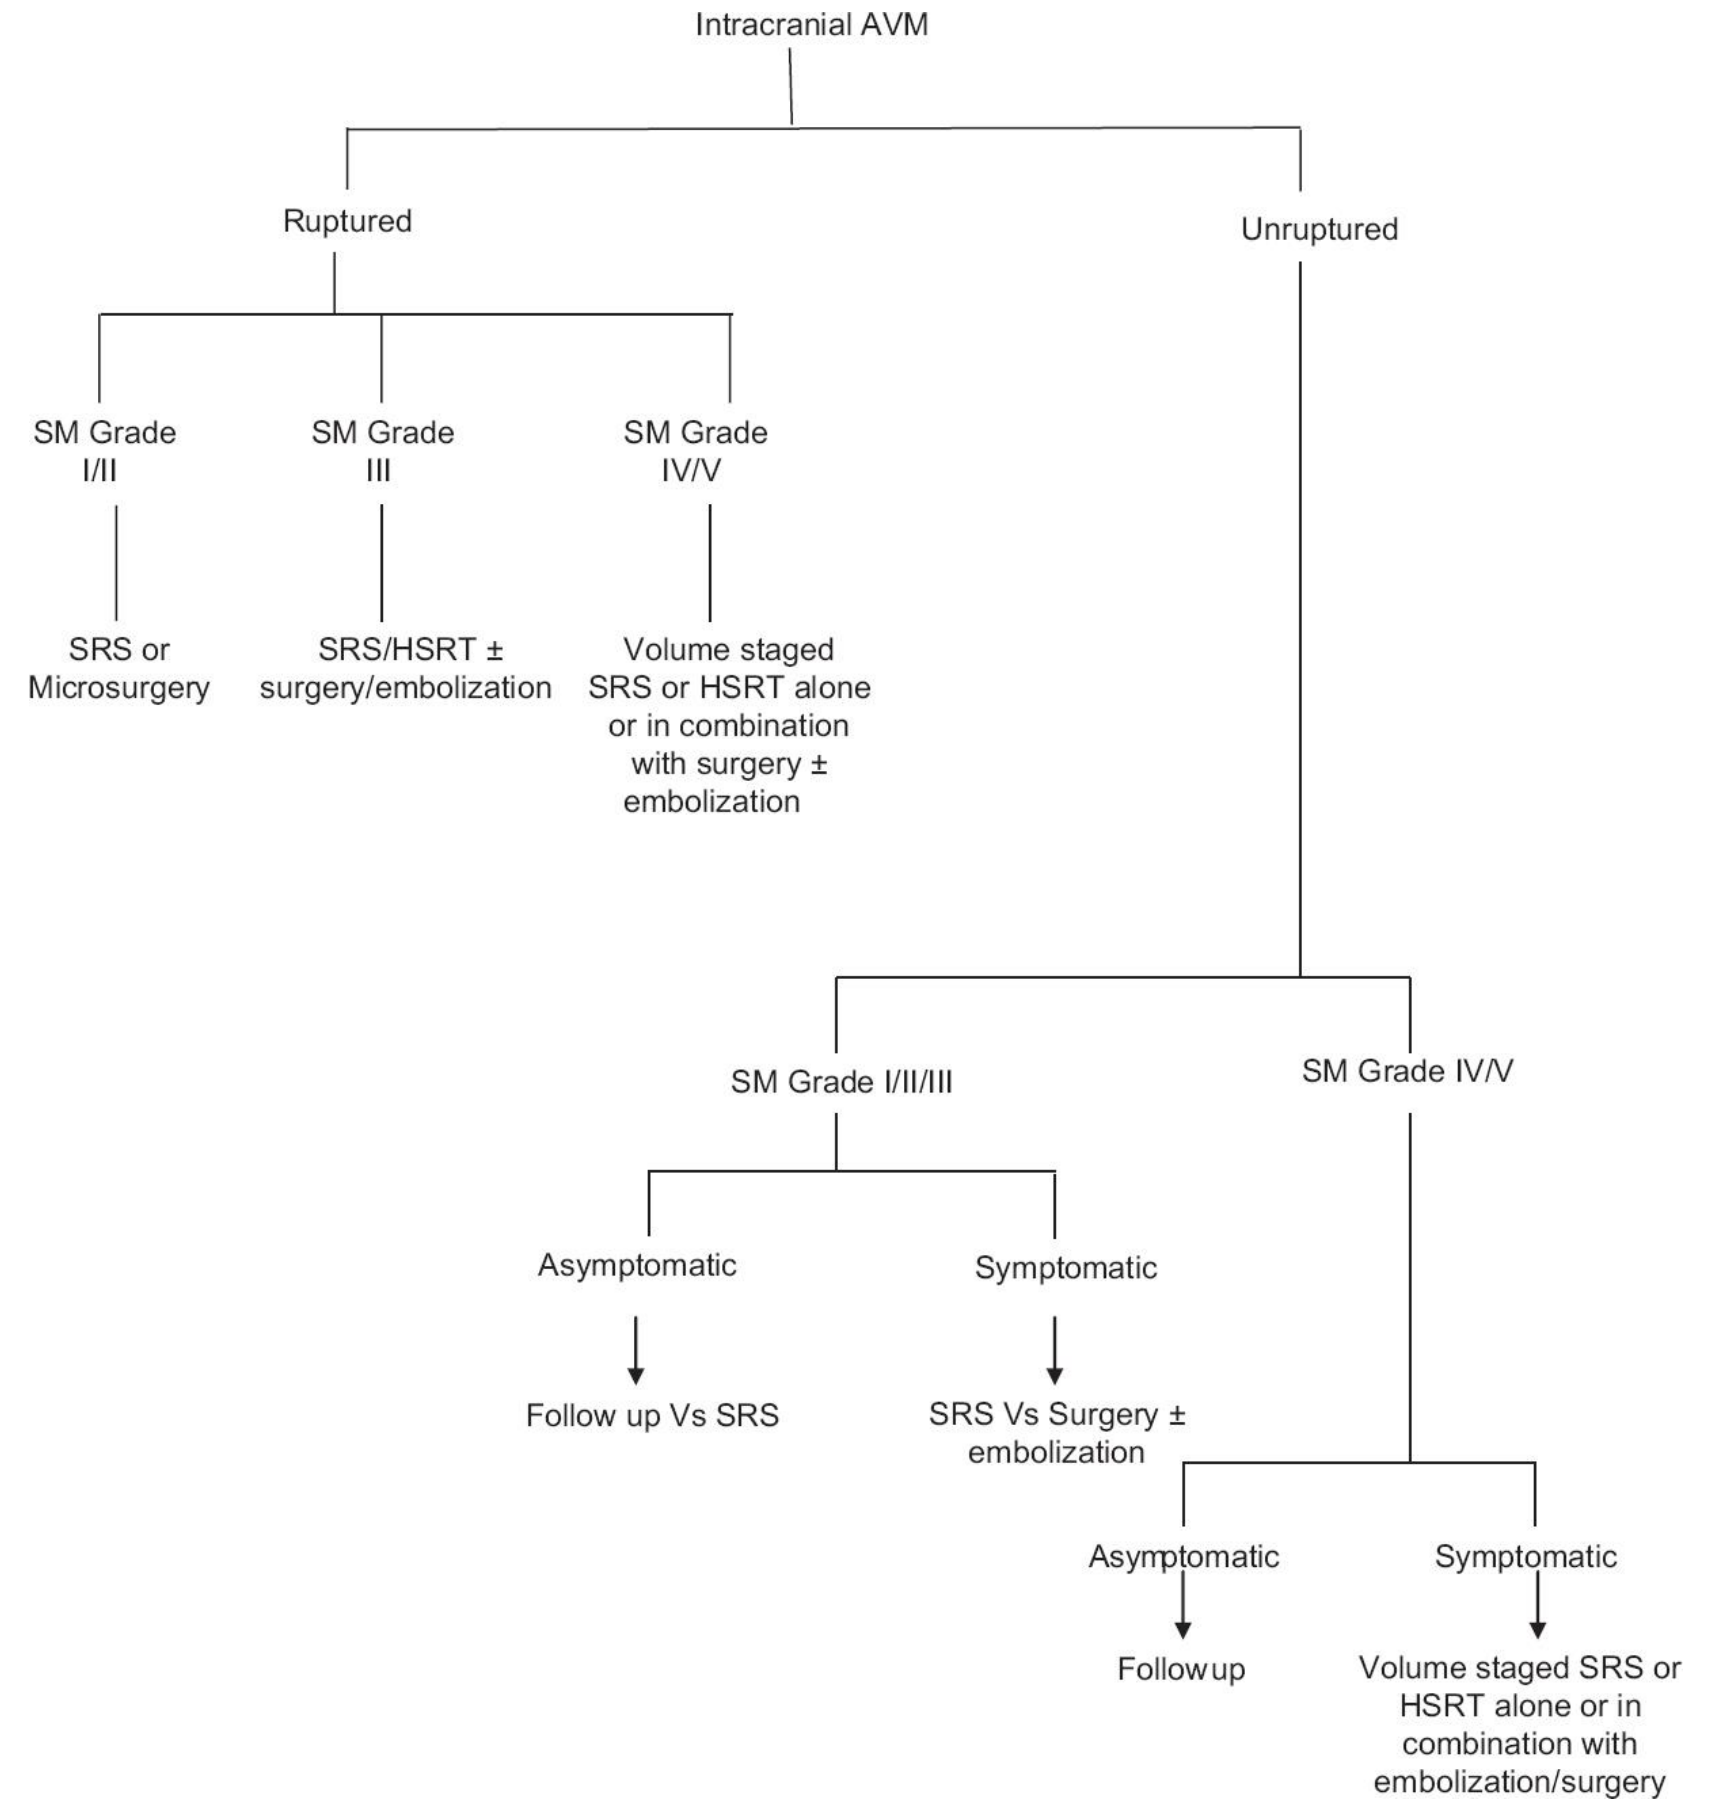 Intracranial AVM
Ruptured
Unruptured
SM Grade
I/II
SM Grade
III
SM Grade
IV/V
SRS or
Microsurgery
SRS/HSRT ±
surgery/embolization
Volume staged
SRS or HSRT alone
or in combination
with surgery ±
embolization
SM Grade I/II/III
SM Grade IV/V
Asymptomatic
Symptomatic
Follow up Vs SRS
SRS Vs Surgery ±
embolization
Asymptomatic
Symptomatic
Follow up
Volume staged SRS or
HSRT alone or in
combination with
embolization/surgery